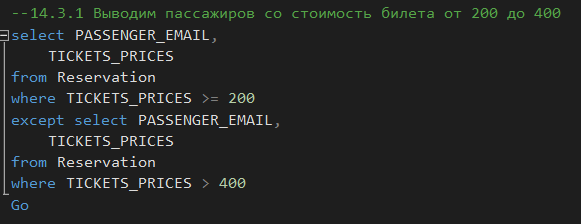 --14.3.1 Выводим пассажиров со стоимость билета от 200 до 400
select PASSENGER_EMAIL,
TICKETS_PRICES
from Reservation
where TICKETS_PRICES >= 200
except select PASSENGER_EMAIL,
TICKETS_PRICES
from Reservation
where TICKETS_PRICES > 400
Go